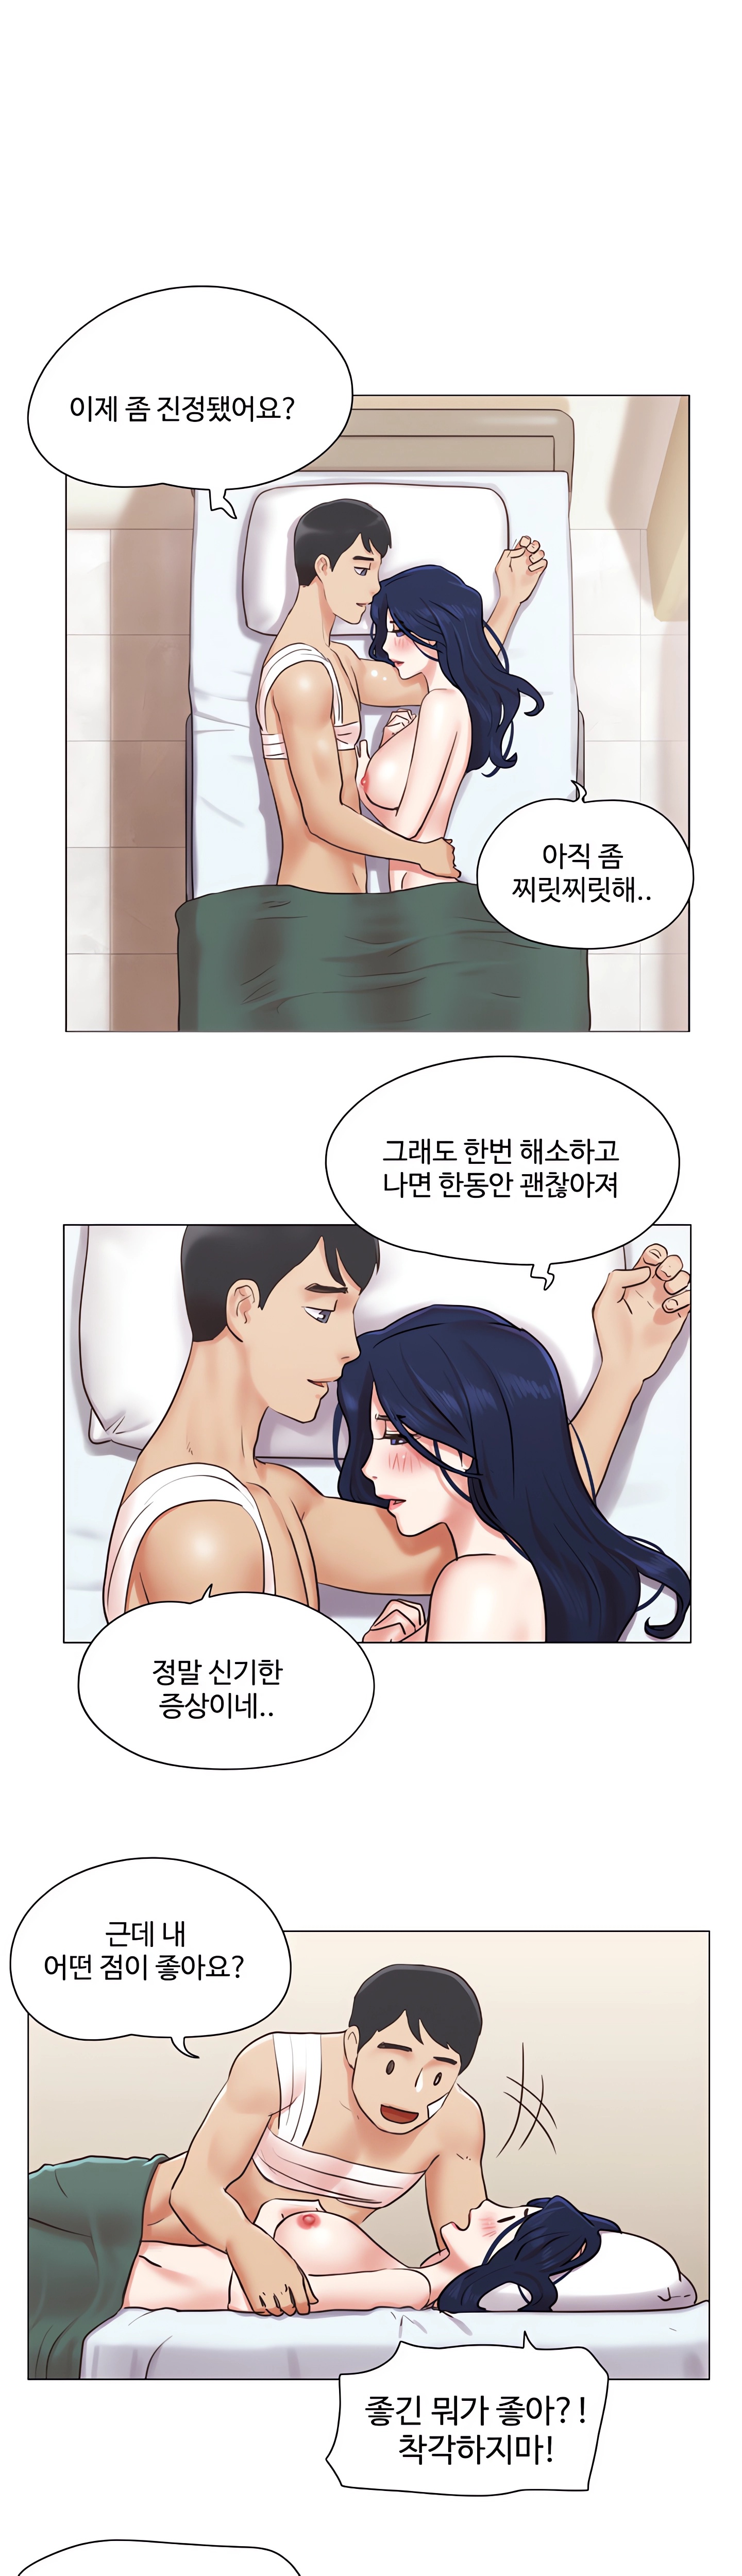 이제 좀 진정됐어요?
아직 좀
찌릿찌릿해..
그래도 한번 해소하고
나면 한동안 괜찮아져
정말 신기한
증상이네..
근데 내
어떤 점이 좋아요?
좋긴 뭐가 좋아?!
착각하지마!